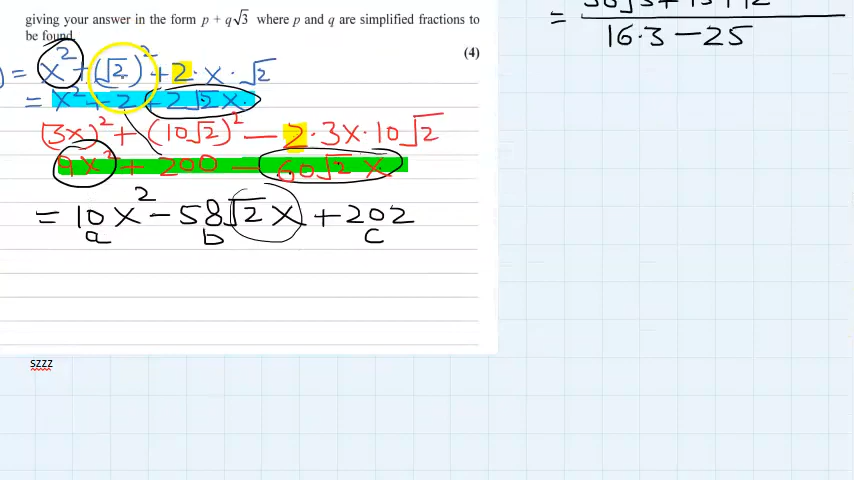 giving your answer in the form p + q√3 where p and q are simplified fractions to
be found.
(4)
) = x² + (√2)² + 2 · x · √2
= x² + 2 + 2√2 x.
(3x)² + (10√2)² − 2 · 3x · 10√2
9x² + 200 − 60√2 x
= 10x² − 58√2 x + 202
a b c
szzz
=
16·3 − 25